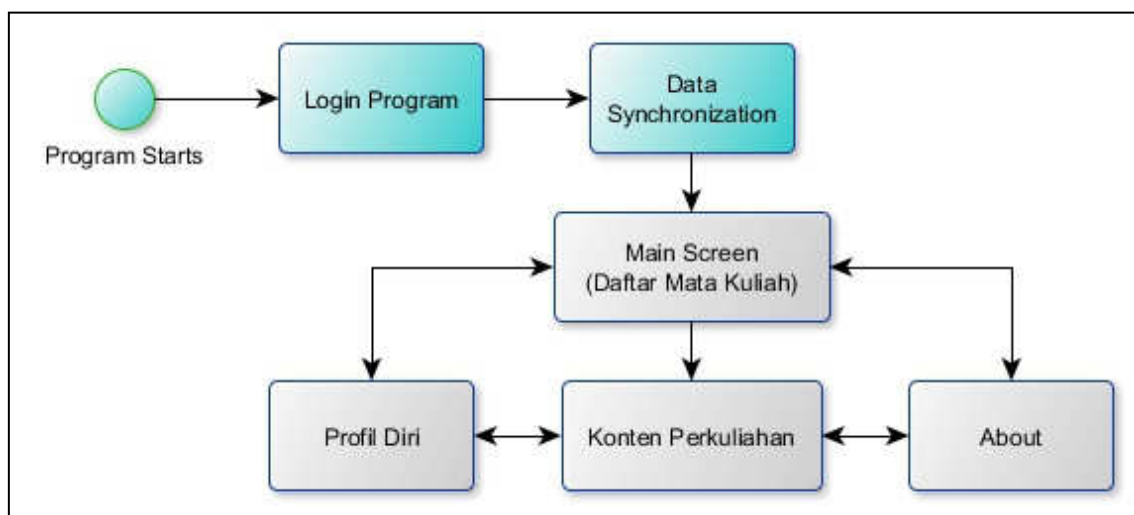 Program Starts
Login Program
Data
Synchronization
Main Screen
(Daftar Mata Kuliah)
Profil Diri
Konten Perkuliahan
About